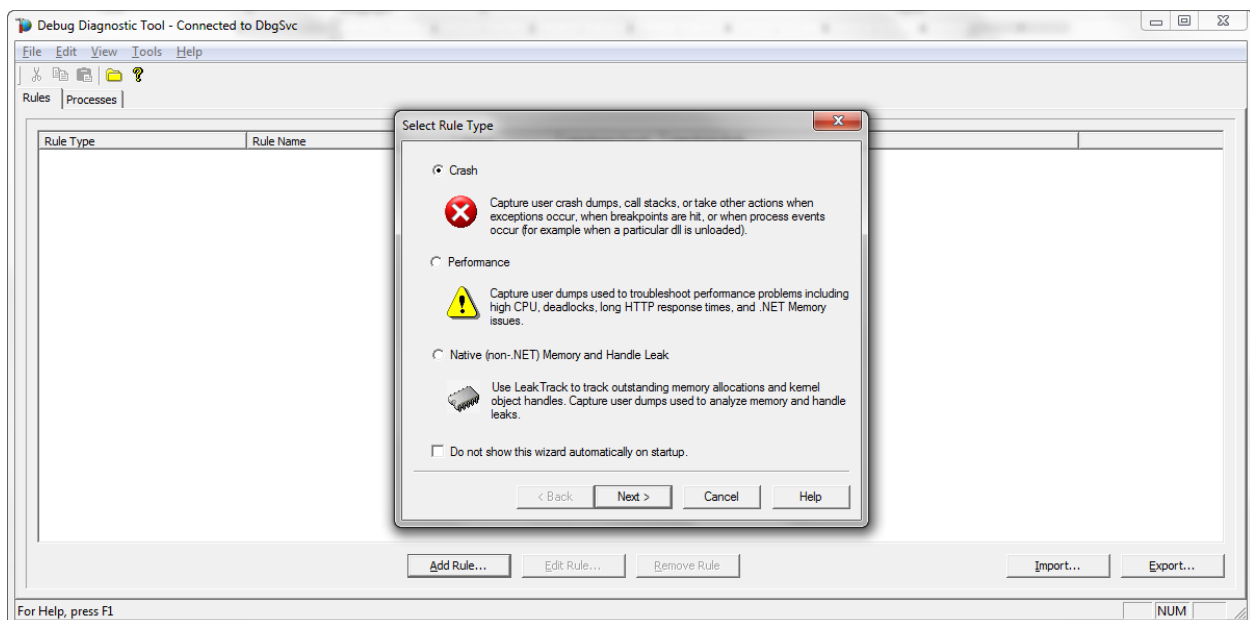 Debug Diagnostic Tool - Connected to DbgSvc
File Edit View Tools Help
Rules Processes
Rule Type Rule Name
Select Rule Type
Crash
Capture user crash dumps, call stacks, or take other actions when
exceptions occur, when breakpoints are hit, or when process events
occur (for example when a particular dll is unloaded).
Performance
Capture user dumps used to troubleshoot performance problems including
high CPU, deadlocks, long HTTP response times, and .NET Memory
issues.
Native (non-.NET) Memory and Handle Leak
Use LeakTrack to track outstanding memory allocations and kernel
object handles. Capture user dumps used to analyze memory and handle
leaks.
Do not show this wizard automatically on startup.
< Back Next > Cancel Help
Add Rule... Edit Rule... Remove Rule Import... Export...
For Help, press F1 NUM